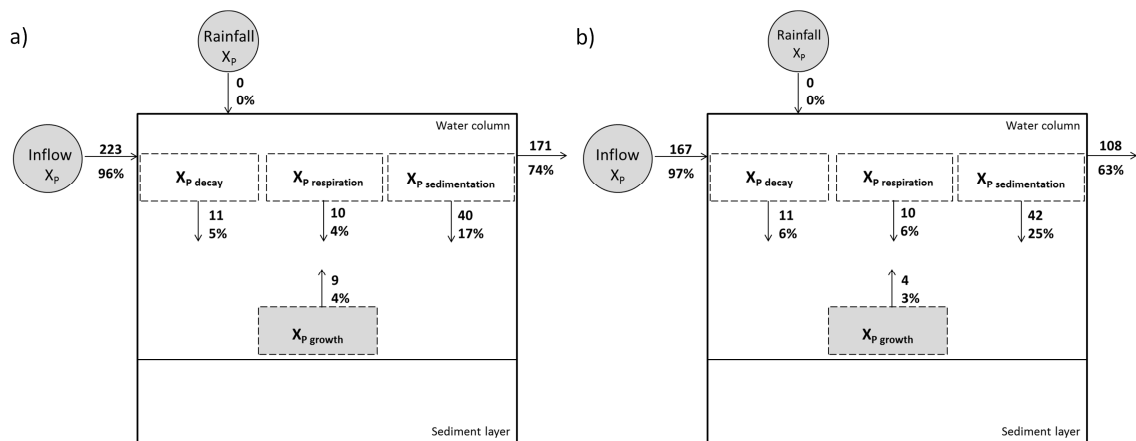 a)
Rainfall
XP
0
0%
Water column
Inflow
XP
223
96%
171
74%
XP decay
XP respiration
XP sedimentation
11
5%
10
4%
40
17%
9
4%
XP growth
Sediment layer
b)
Rainfall
XP
0
0%
Water column
Inflow
XP
167
97%
108
63%
XP decay
XP respiration
XP sedimentation
11
6%
10
6%
42
25%
4
3%
XP growth
Sediment layer